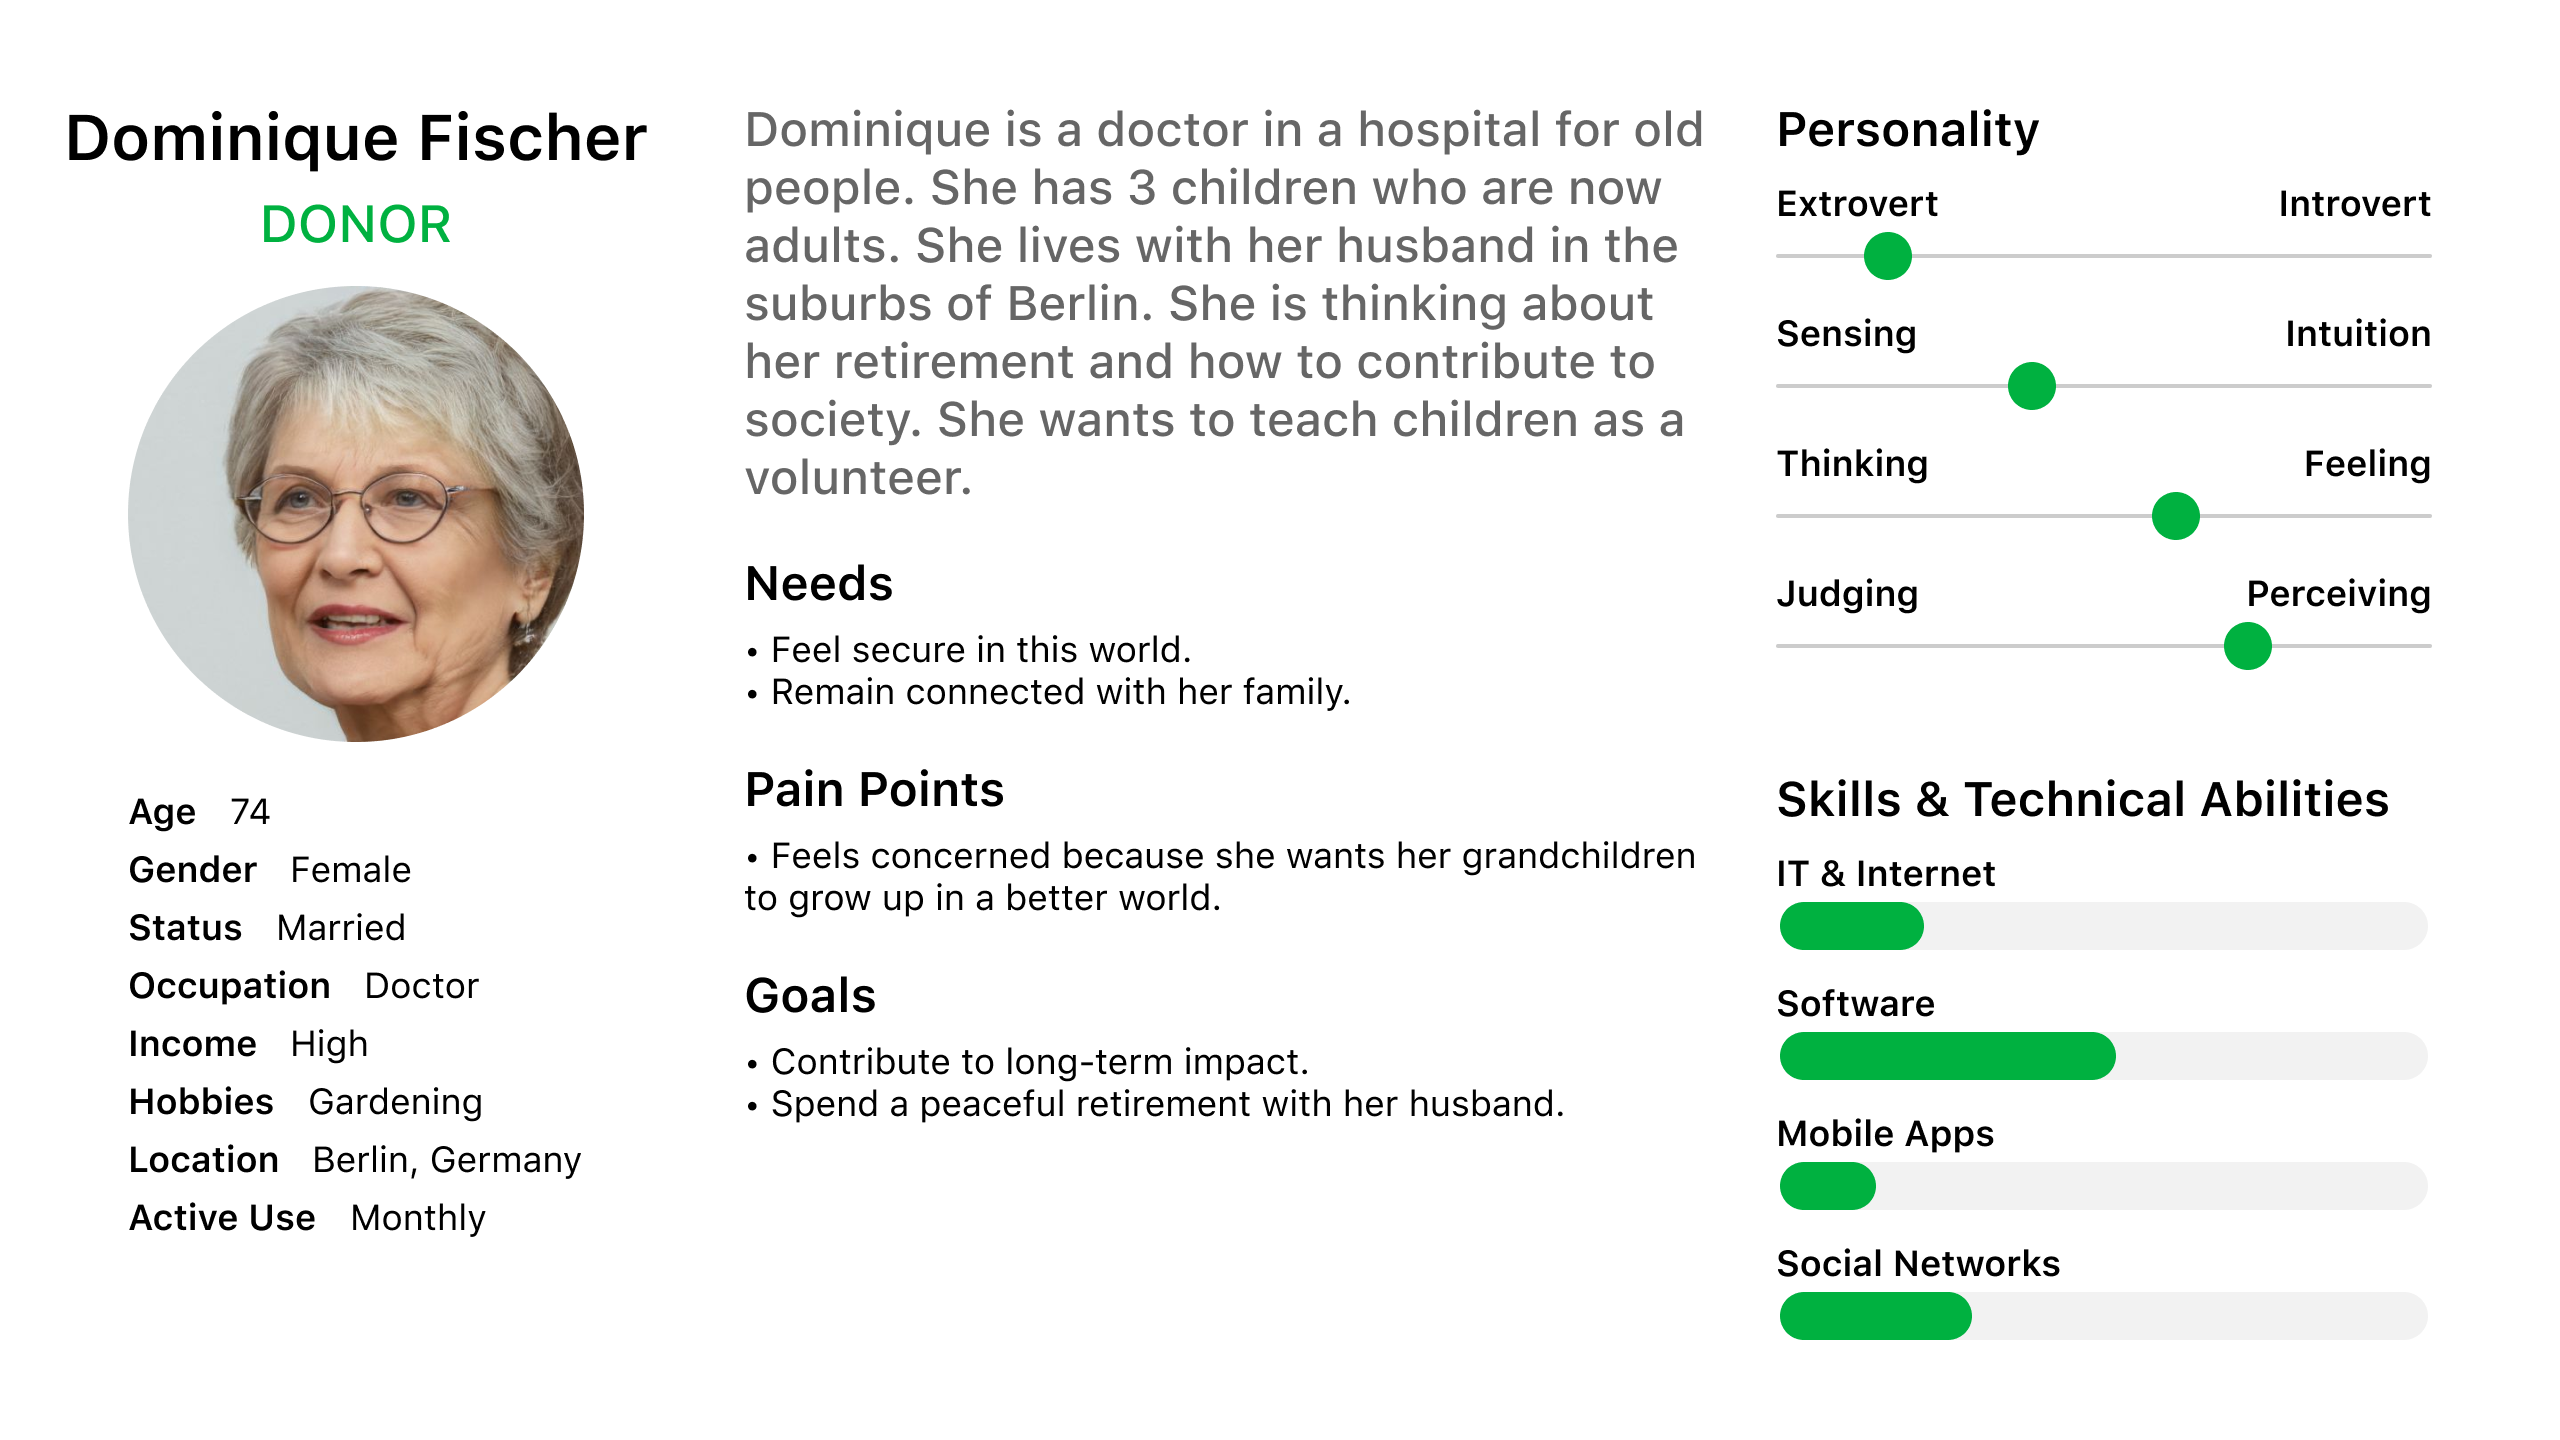 Dominique Fischer
DONOR
Age 74
Gender Female
Status Married
Occupation Doctor
Income High
Hobbies Gardening
Location Berlin, Germany
Active Use Monthly
Dominique is a doctor in a hospital for old
people. She has 3 children who are now
adults. She lives with her husband in the
suburbs of Berlin. She is thinking about
her retirement and how to contribute to
society. She wants to teach children as a
volunteer.
Needs
• Feel secure in this world.
• Remain connected with her family.
Pain Points
• Feels concerned because she wants her grandchildren
to grow up in a better world.
Goals
• Contribute to long-term impact.
• Spend a peaceful retirement with her husband.
Personality
Extrovert Introvert
Sensing Intuition
Thinking Feeling
Judging Perceiving
Skills & Technical Abilities
IT & Internet
Software
Mobile Apps
Social Networks